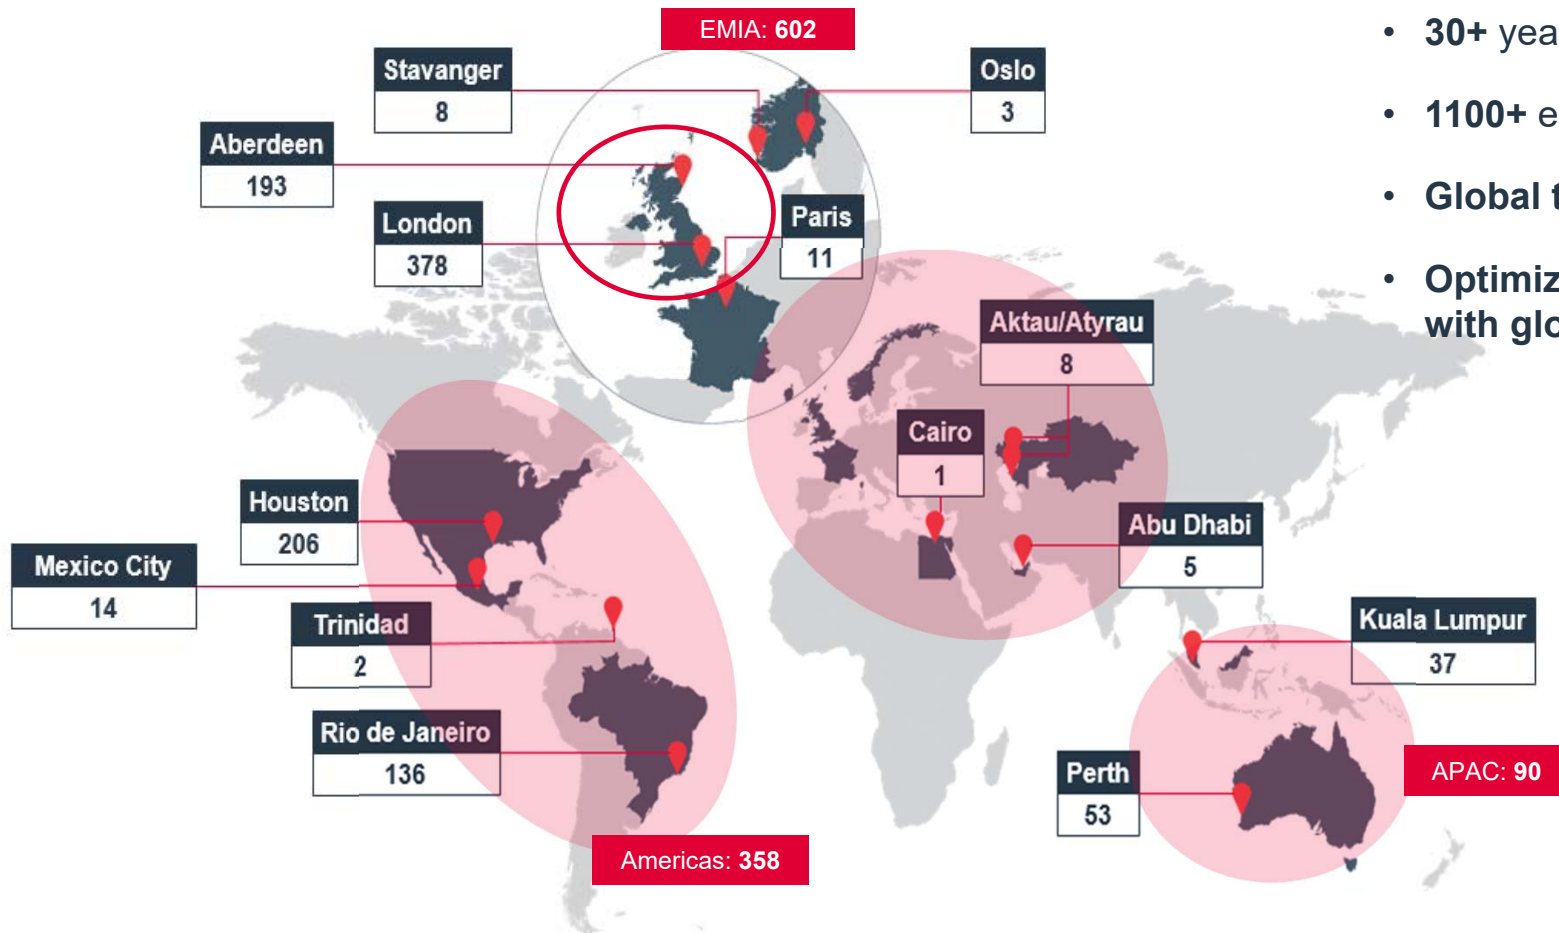 EMIA: 602
Stavanger
8
Oslo
3
Aberdeen
193
London
378
Paris
11
Aktau/Atyrau
8
Cairo
1
Abu Dhabi
5
Houston
206
Mexico City
14
Trinidad
2
Rio de Janeiro
136
Americas: 358
Kuala Lumpur
37
Perth
53
APAC: 90
• 30+
• 1100+
• Global
•
with